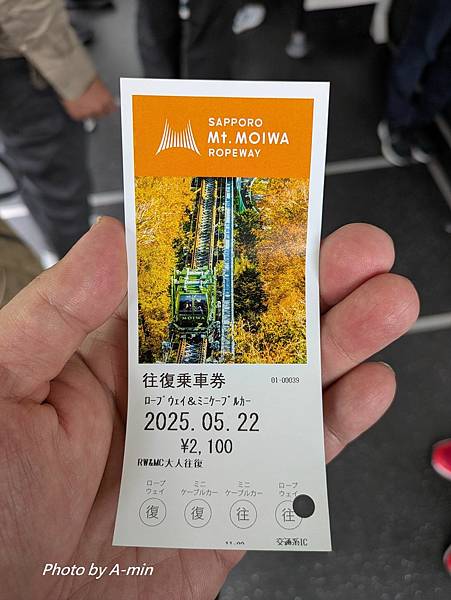 SAPPORO
Mt. MOIWA
ROPEWAY
MOIWA
往復乗車券
01-00039
ﾛｰﾌﾟｳｪｲ&ﾐﾆｹｰﾌﾞﾙｶｰ
2025.05.22
¥2,100
RW&MC大人往復
ロープ
ウェイ
ミニ
ケーブルカー
ミニ
ケーブルカー
ロープ
ウェイ
復 復 往 往
交通系IC
Photo by A-min